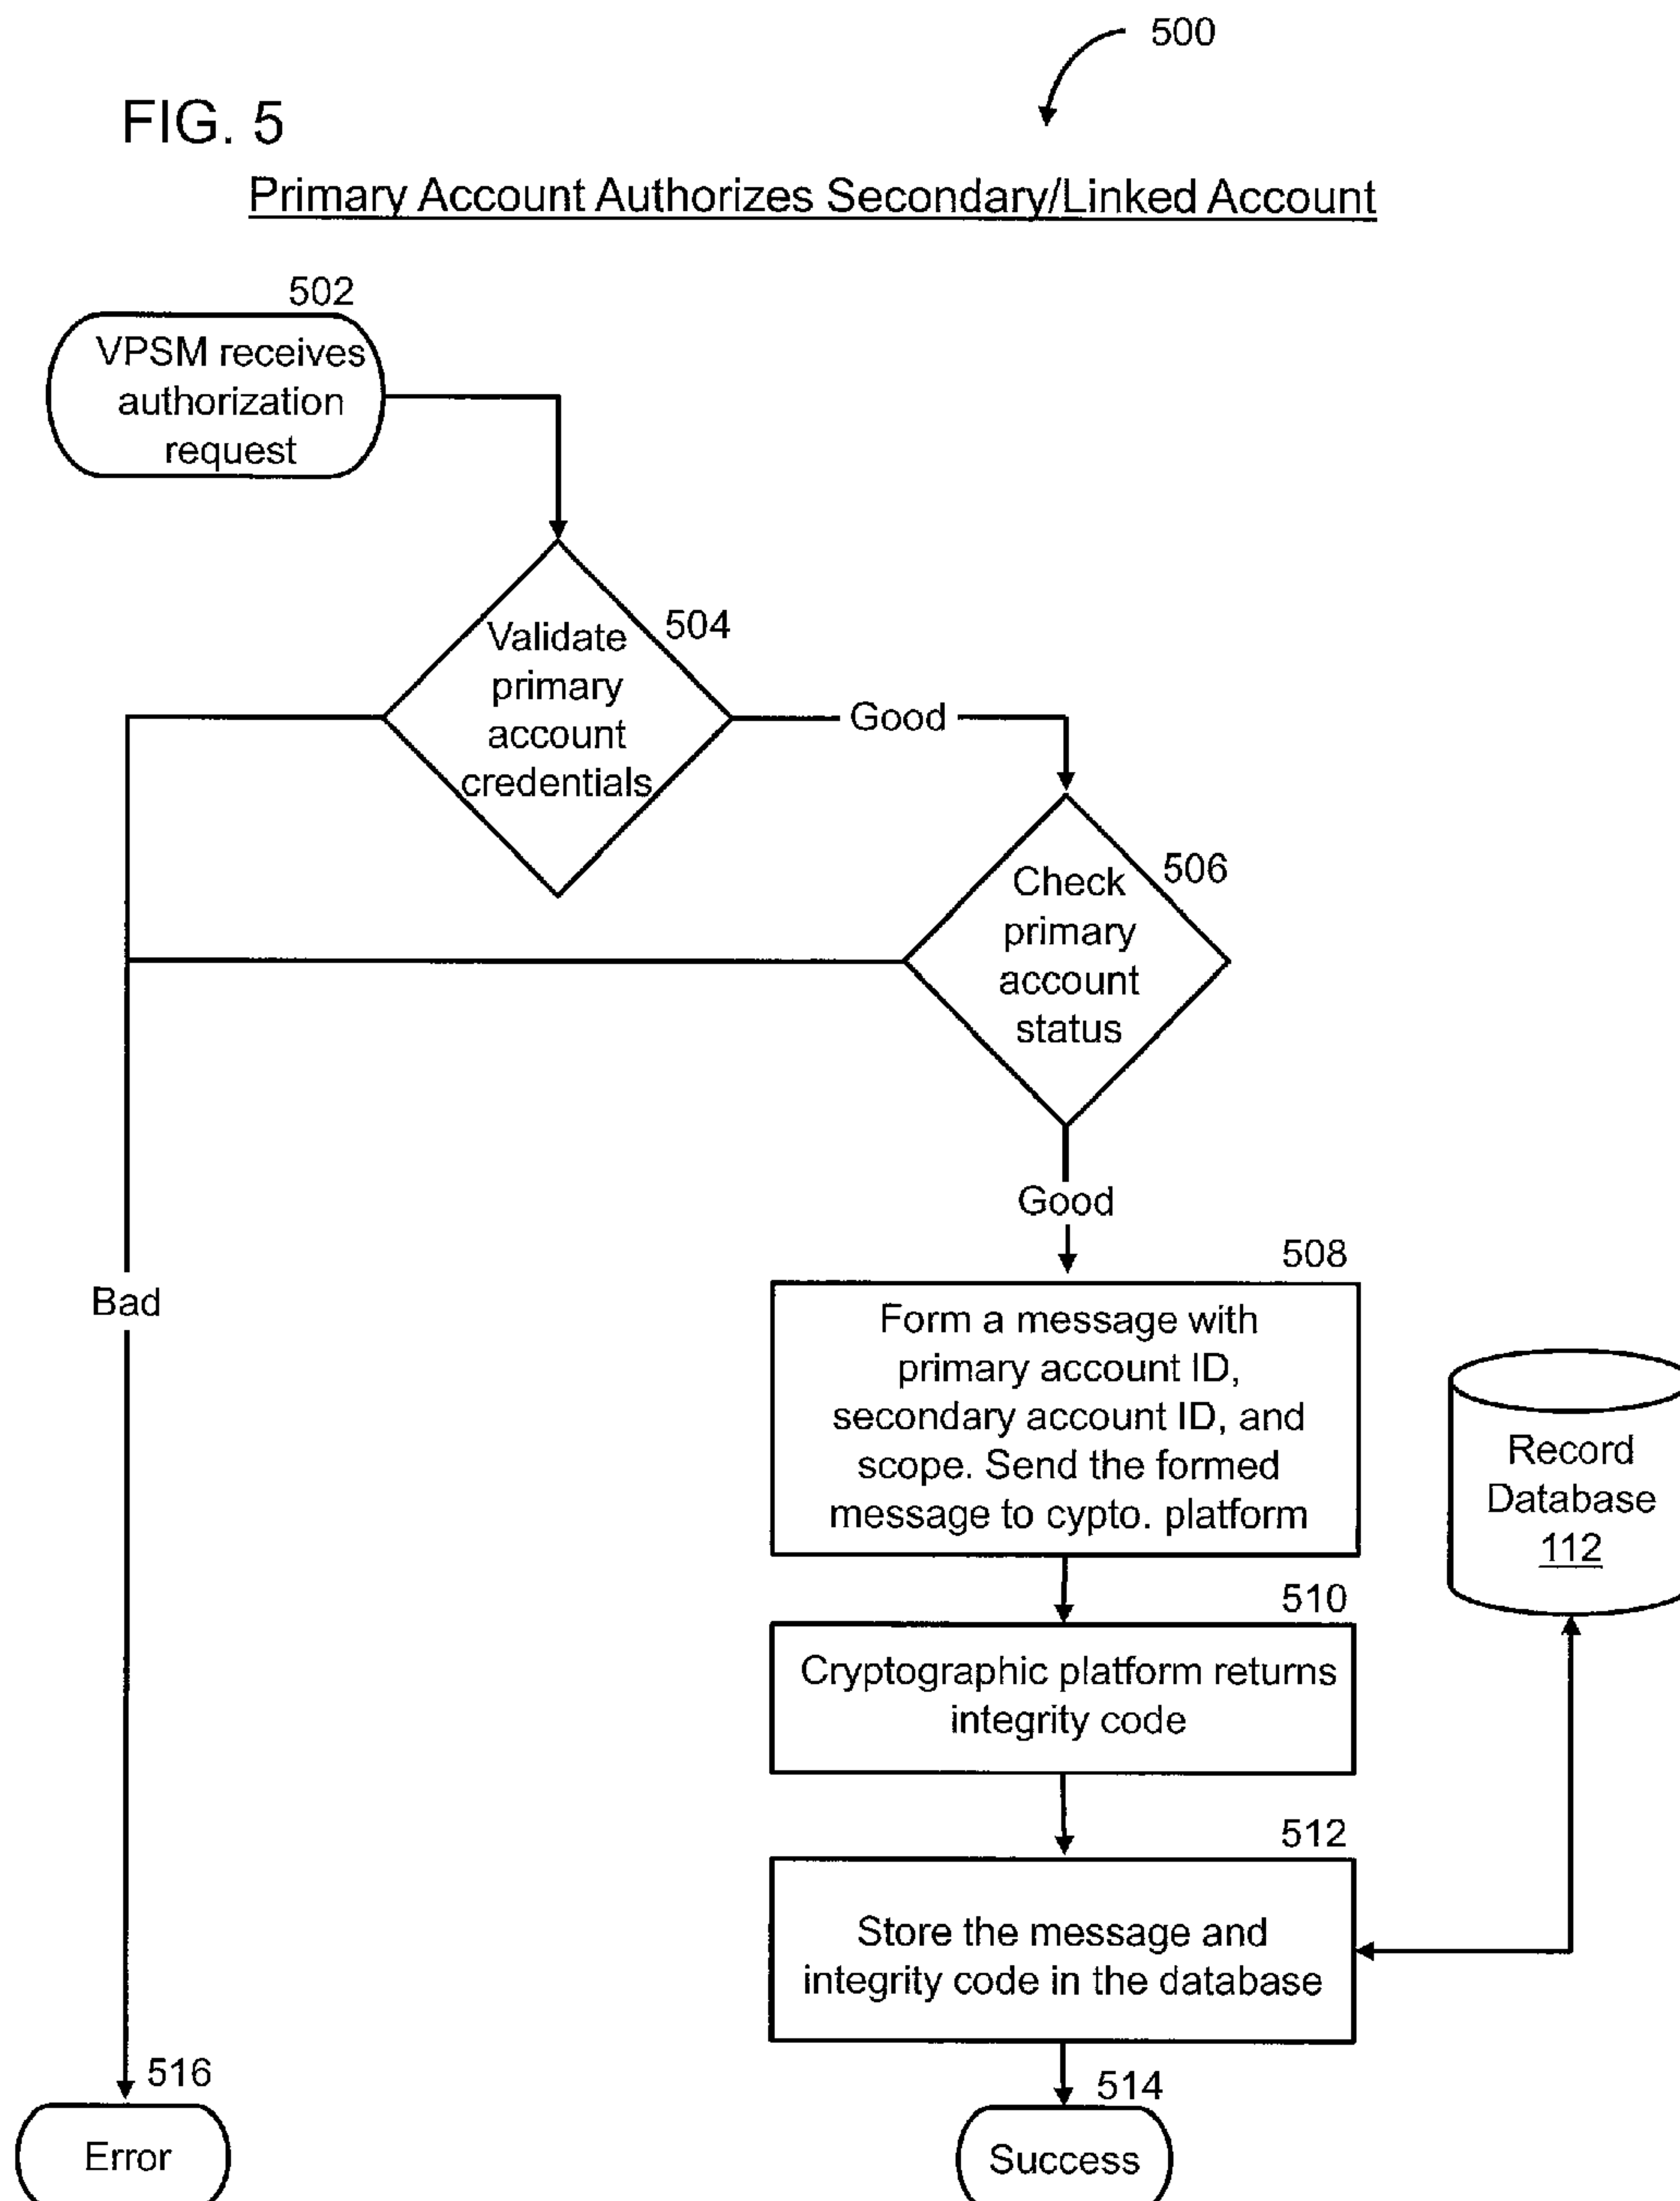 500
FIG. 5
Primary Account Authorizes Secondary/Linked Account
502
VPSM receives
authorization
request
504
Validate
primary
account
credentials
Good
506
Check
primary
account
status
Good
Bad
508
Form a message with
primary account ID,
secondary account ID, and
scope. Send the formed
message to cypto. platform
Record
Database
112
510
Cryptographic platform returns
integrity code
512
Store the message and
integrity code in the database
516
Error
514
Success